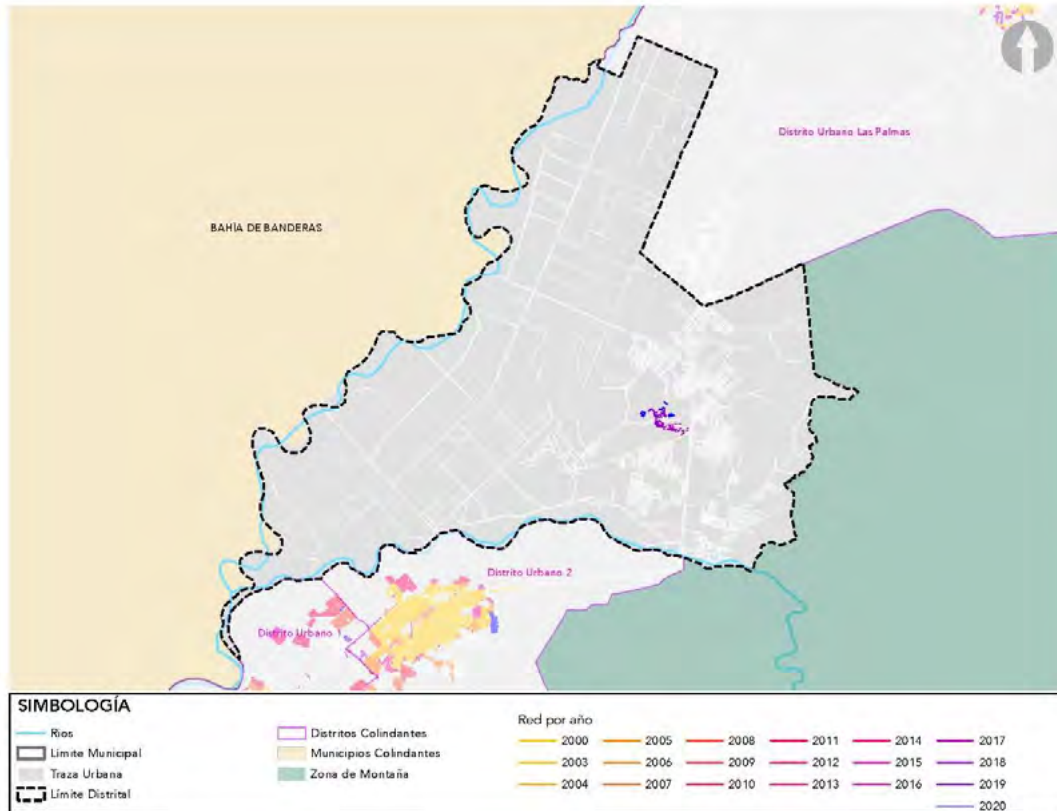 Distrito Urbano Las Palmas
BAHÍA DE BANDERAS
Distrito Urbano 2
Distrito Urbano 1
SIMBOLOGÍA
Rios
Límite Municipal
Traza Urbana
Límite Distrital
Distritos Colindantes
Municipios Colindantes
Zona de Montaña
Red por año
2000 2005 2008 2011 2014 2017
2003 2006 2009 2012 2015 2018
2004 2007 2010 2013 2016 2019
2020